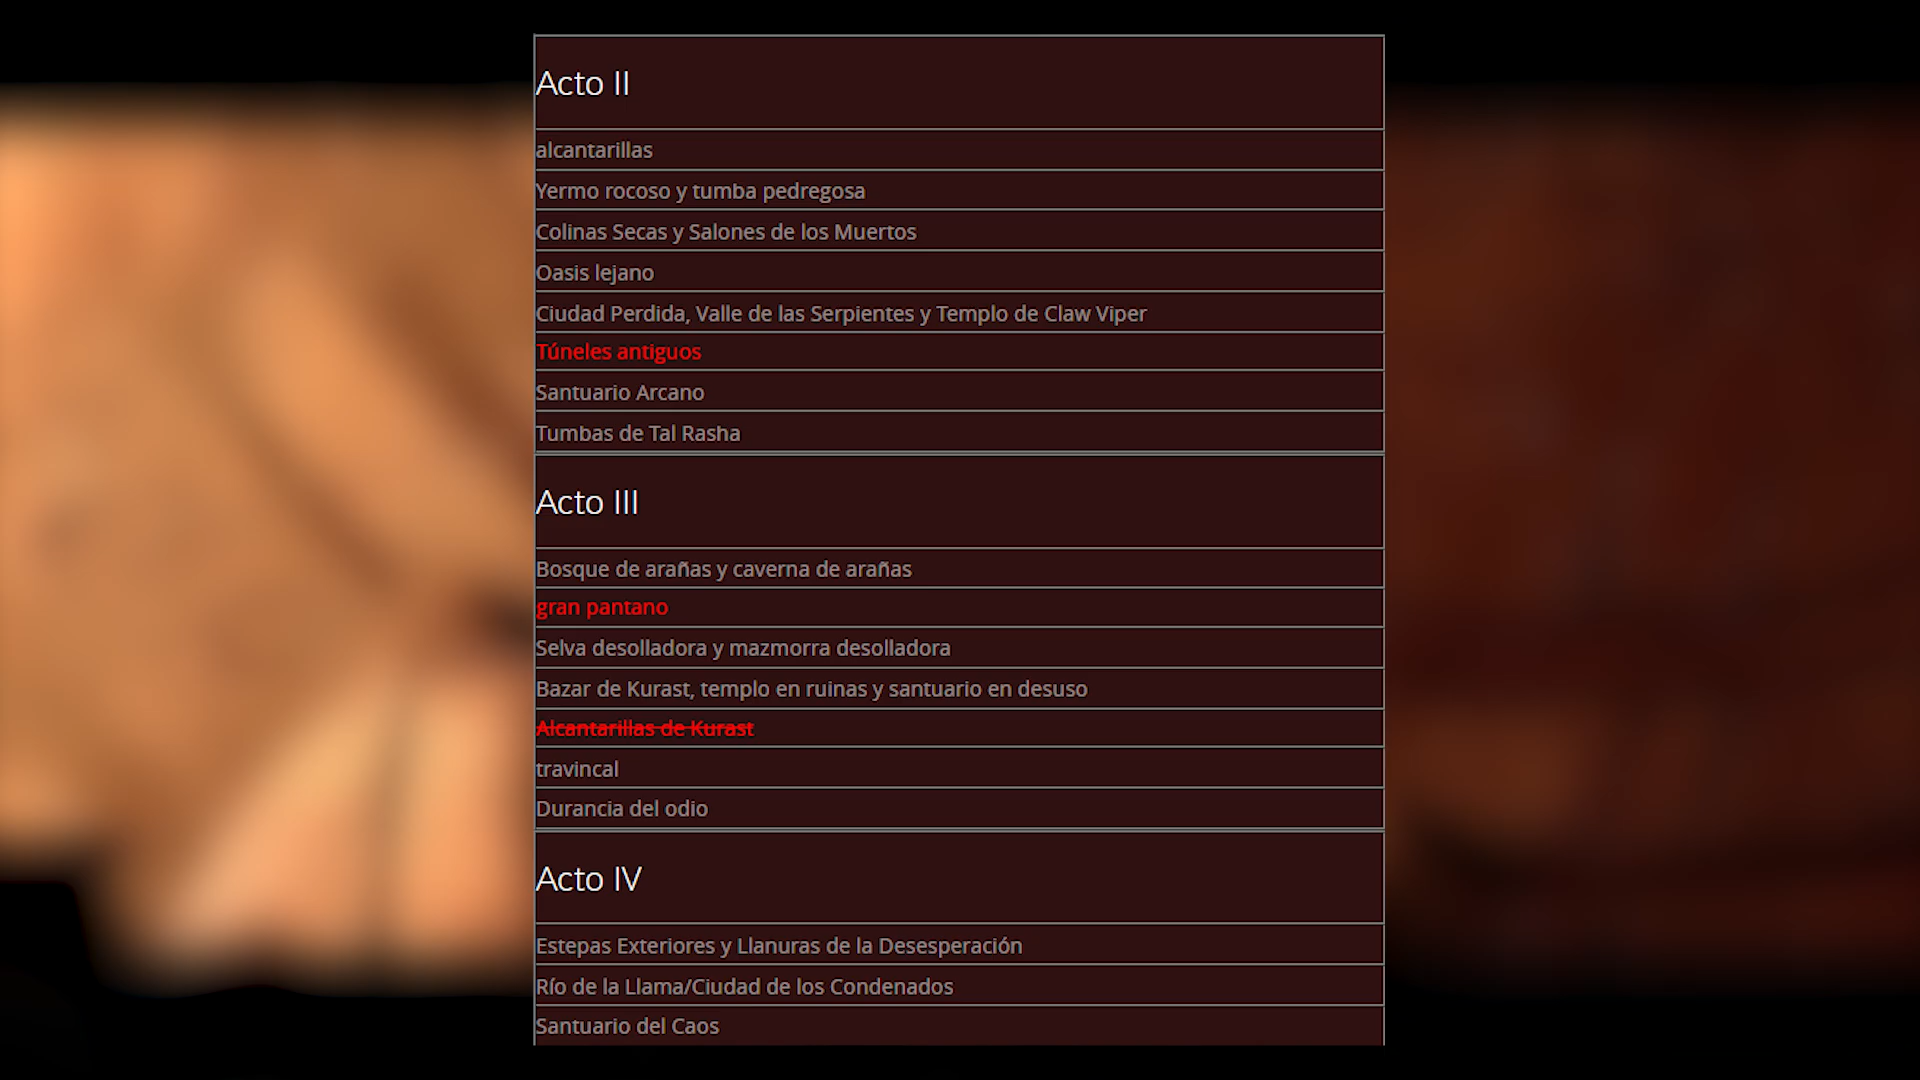 Acto II
alcantarillas
Yermo rocoso y tumba pedregosa
Colinas Secas y Salones de los Muertos
Oasis lejano
Ciudad Perdida, Valle de las Serpientes y Templo de Claw Viper
Túneles antiguos
Santuario Arcano
Tumbas de Tal Rasha
Acto III
Bosque de arañas y caverna de arañas
gran pantano
Selva desolladora y mazmorra desolladora
Bazar de Kurast, templo en ruinas y santuario en desuso
Alcantarillas de Kurast
travincal
Durancia del odio
Acto IV
Estepas Exteriores y Llanuras de la Desesperación
Río de la Llama/Ciudad de los Condenados
Santuario del Caos